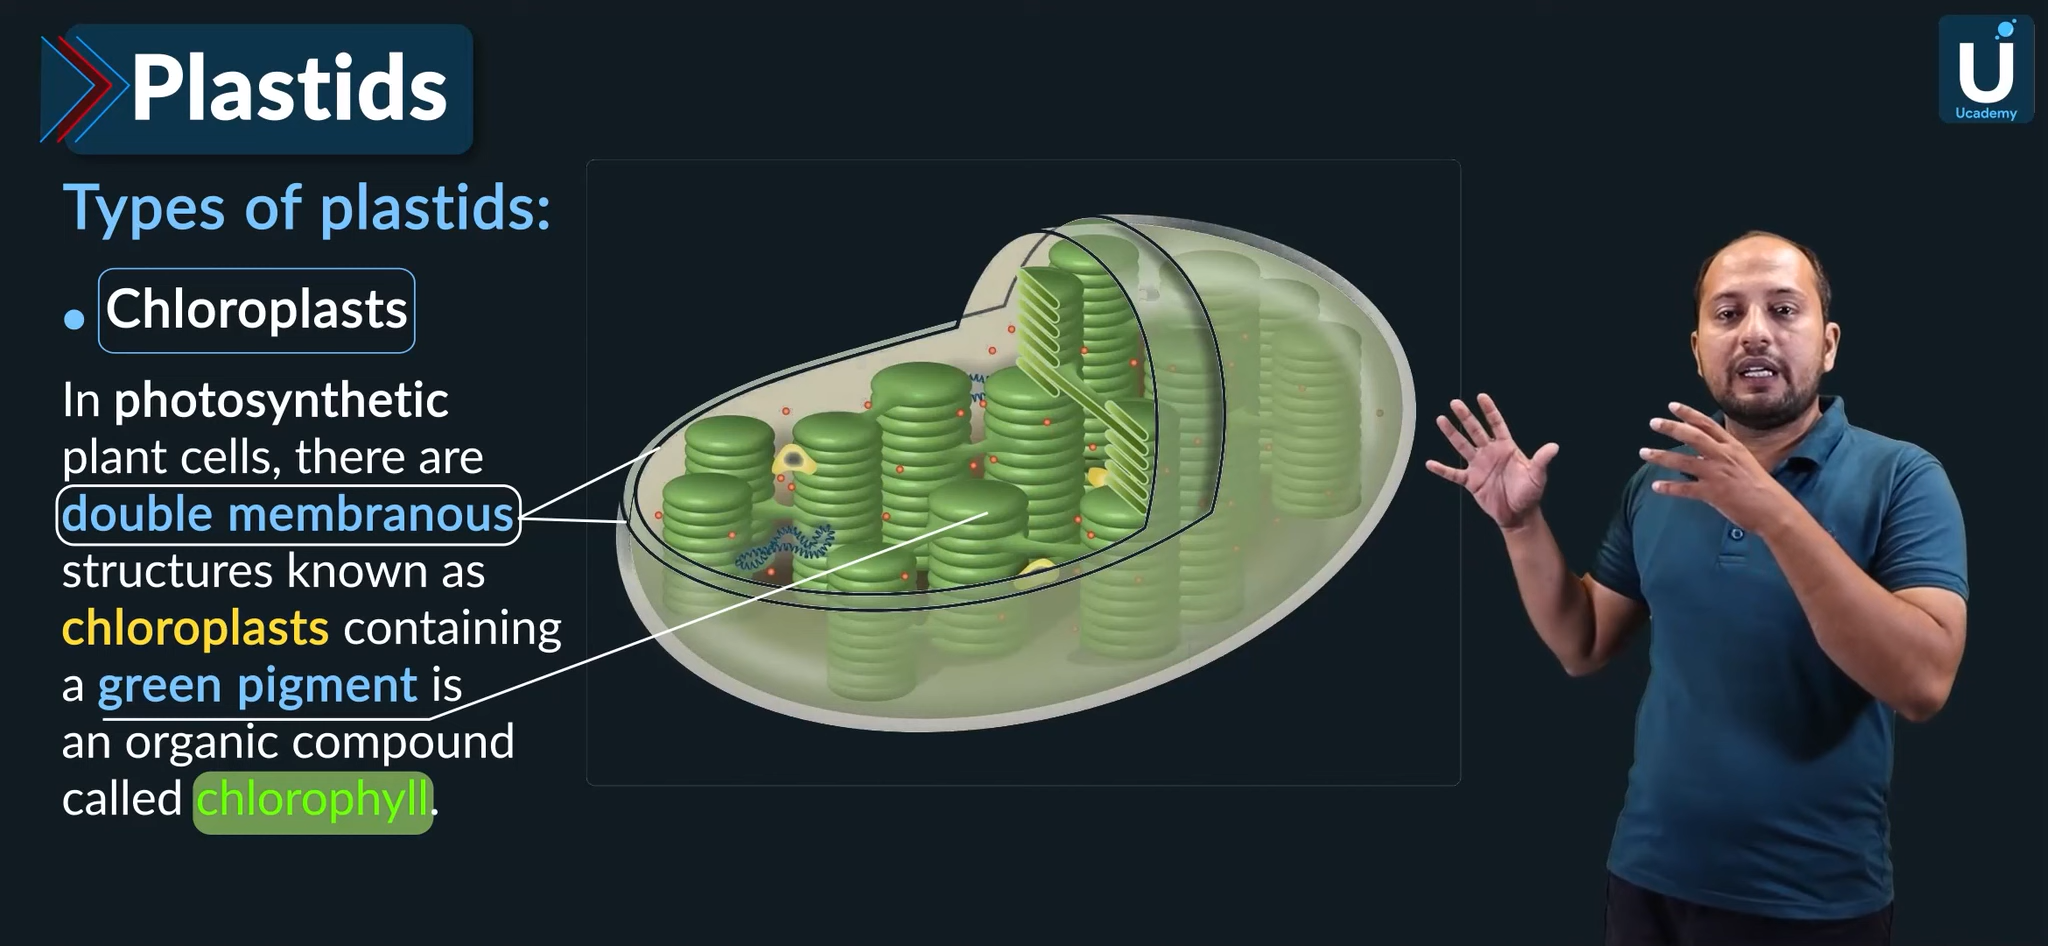 Plastids
Ucademy
Types of plastids:
• Chloroplasts
In photosynthetic
plant cells, there are
double membranous
structures known as
chloroplasts containing
a green pigment is
an organic compound
called chlorophyll.